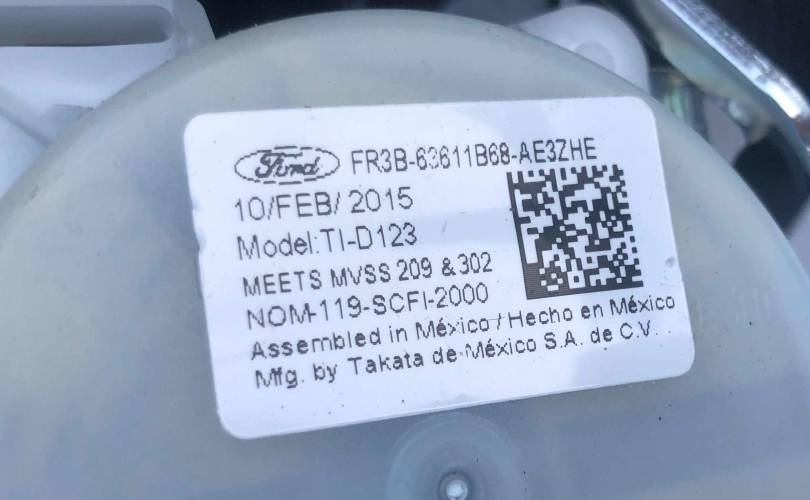 Ford FR3B-63611B68-AE3ZHE
10/FEB/ 2015
Model:TI-D123
MEETS MVSS 209 & 302
NOM-119-SCFI-2000
Assembled in México / Hecho en México
Mfg. by Takata de México S.A. de C.V.